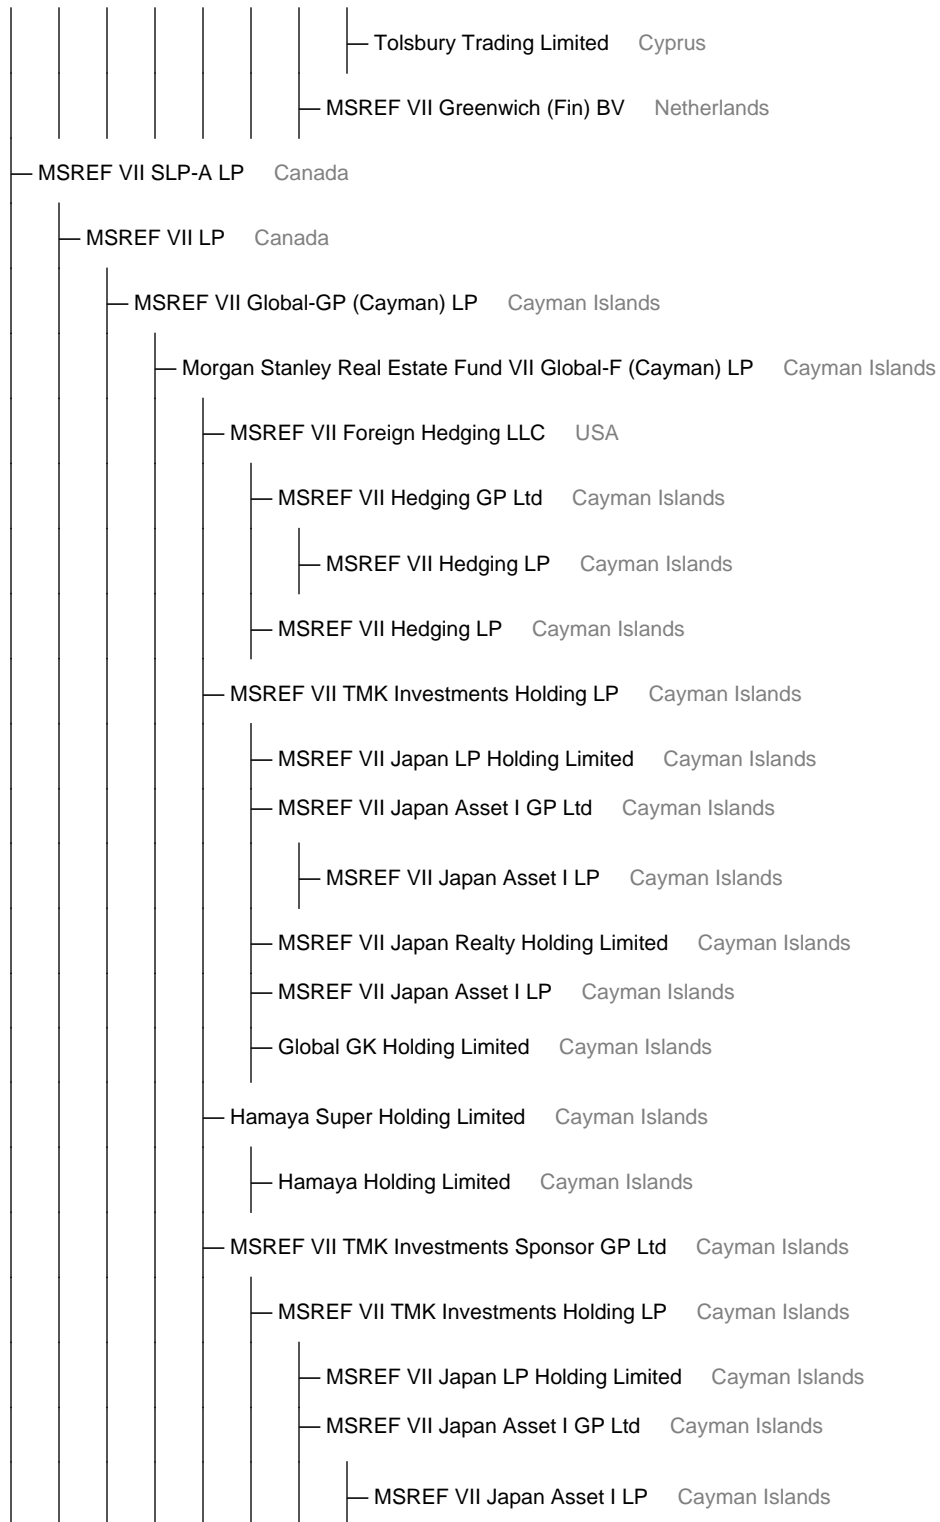 Tolsbury Trading Limited Cyprus
MSREF VII Greenwich (Fin) BV Netherlands
MSREF VII SLP-A LP Canada
MSREF VII LP Canada
MSREF VII Global-GP (Cayman) LP Cayman Islands
Morgan Stanley Real Estate Fund VII Global-F (Cayman) LP Cayman Islands
MSREF VII Foreign Hedging LLC USA
MSREF VII Hedging GP Ltd Cayman Islands
MSREF VII Hedging LP Cayman Islands
MSREF VII Hedging LP Cayman Islands
MSREF VII TMK Investments Holding LP Cayman Islands
MSREF VII Japan LP Holding Limited Cayman Islands
MSREF VII Japan Asset I GP Ltd Cayman Islands
MSREF VII Japan Asset I LP Cayman Islands
MSREF VII Japan Realty Holding Limited Cayman Islands
MSREF VII Japan Asset I LP Cayman Islands
Global GK Holding Limited Cayman Islands
Hamaya Super Holding Limited Cayman Islands
Hamaya Holding Limited Cayman Islands
MSREF VII TMK Investments Sponsor GP Ltd Cayman Islands
MSREF VII TMK Investments Holding LP Cayman Islands
MSREF VII Japan LP Holding Limited Cayman Islands
MSREF VII Japan Asset I GP Ltd Cayman Islands
MSREF VII Japan Asset I LP Cayman Islands